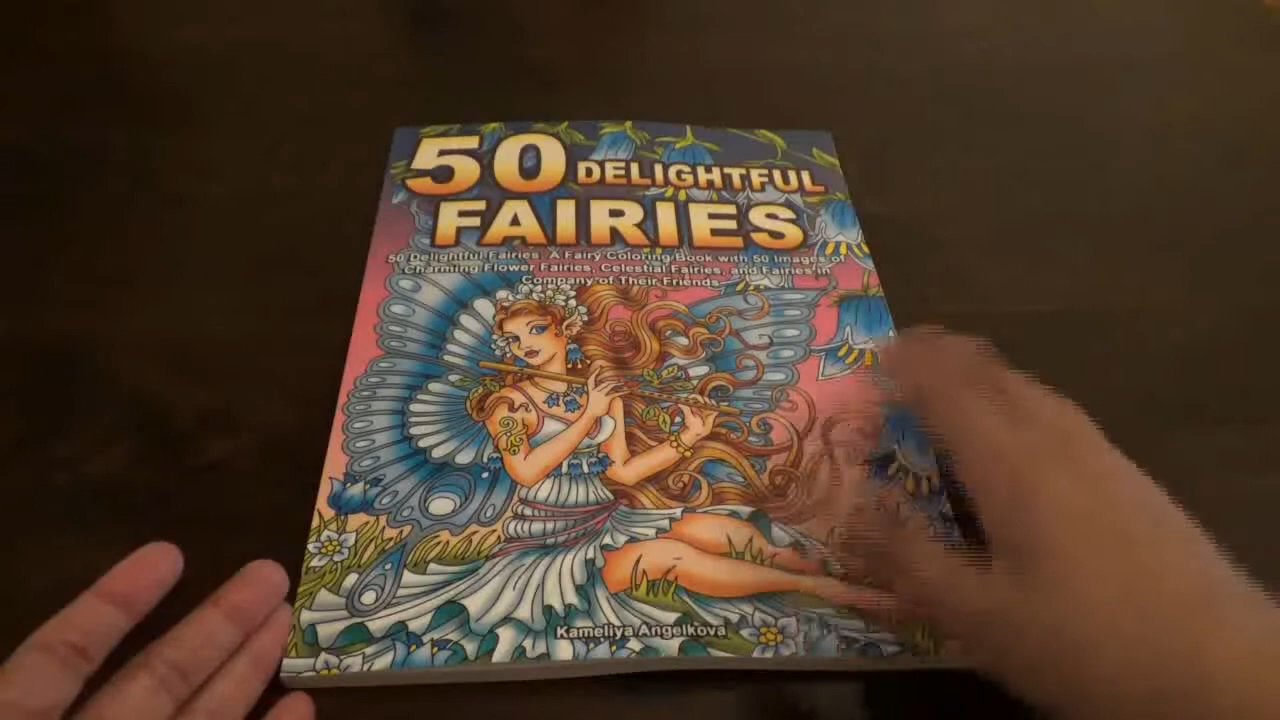 50 DELIGHTFUL
FAIRIES
50 Delightful Fairies A Fairy Coloring Book with 50 Images of
Charming Flower Fairies, Celestial Fairies, and Fairies in
Company of Their Friends
Kameliya Angelkova